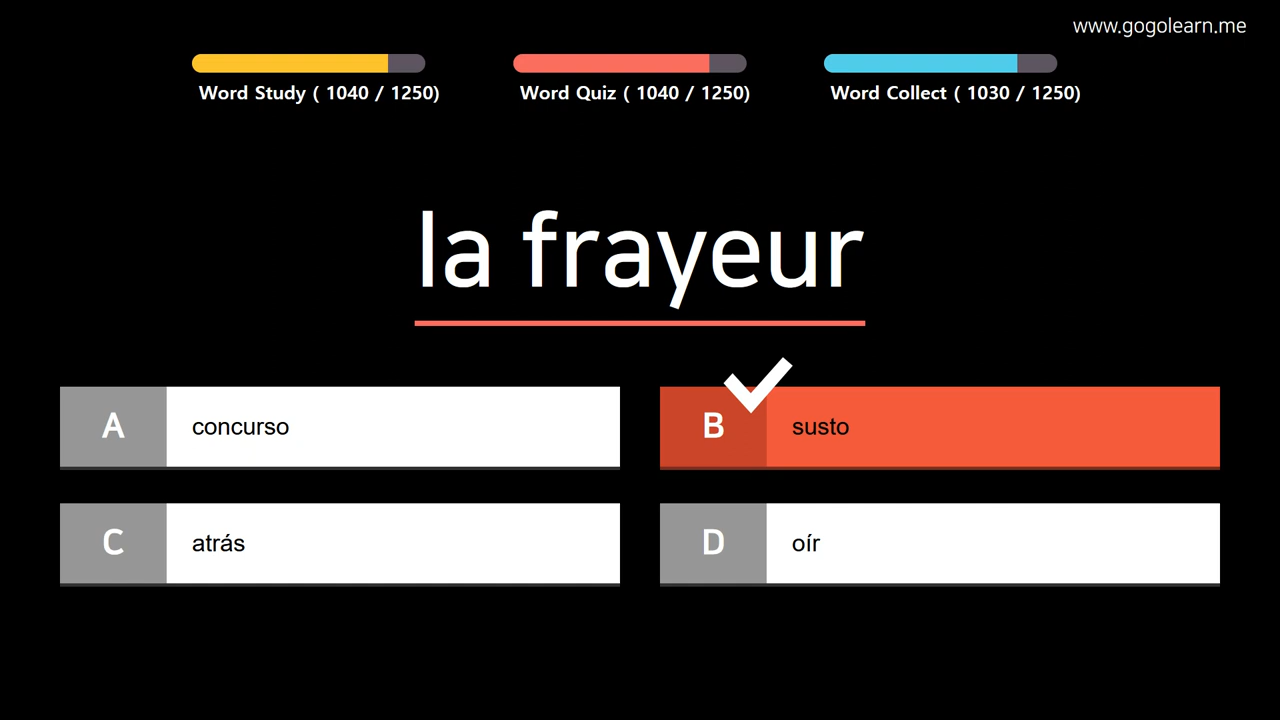 www.gogolearn.me
Word Study ( 1040 / 1250)
Word Quiz ( 1040 / 1250)
Word Collect ( 1030 / 1250)
la frayeur
A concurso
B susto
C atrás
D oír